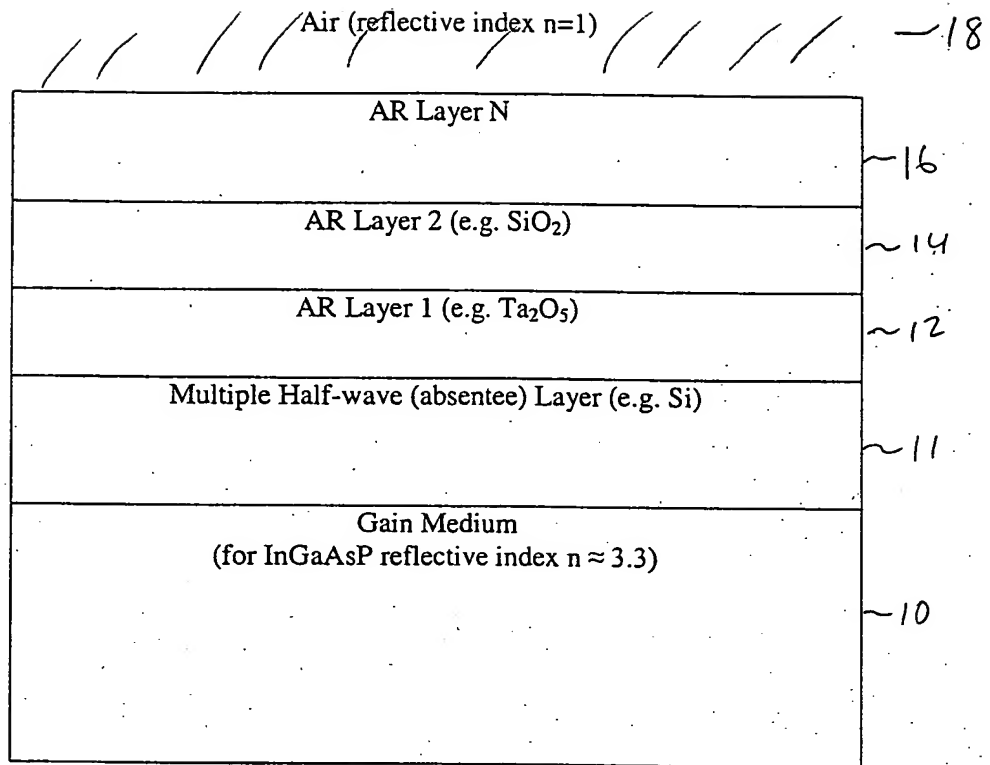 Air (reflective index n=1)
18
AR Layer N
16
AR Layer 2 (e.g. SiO₂)
14
AR Layer 1 (e.g. Ta₂O₅)
12
Multiple Half-wave (absentee) Layer (e.g. Si)
11
Gain Medium
(for InGaAsP reflective index n ≈ 3.3)
10